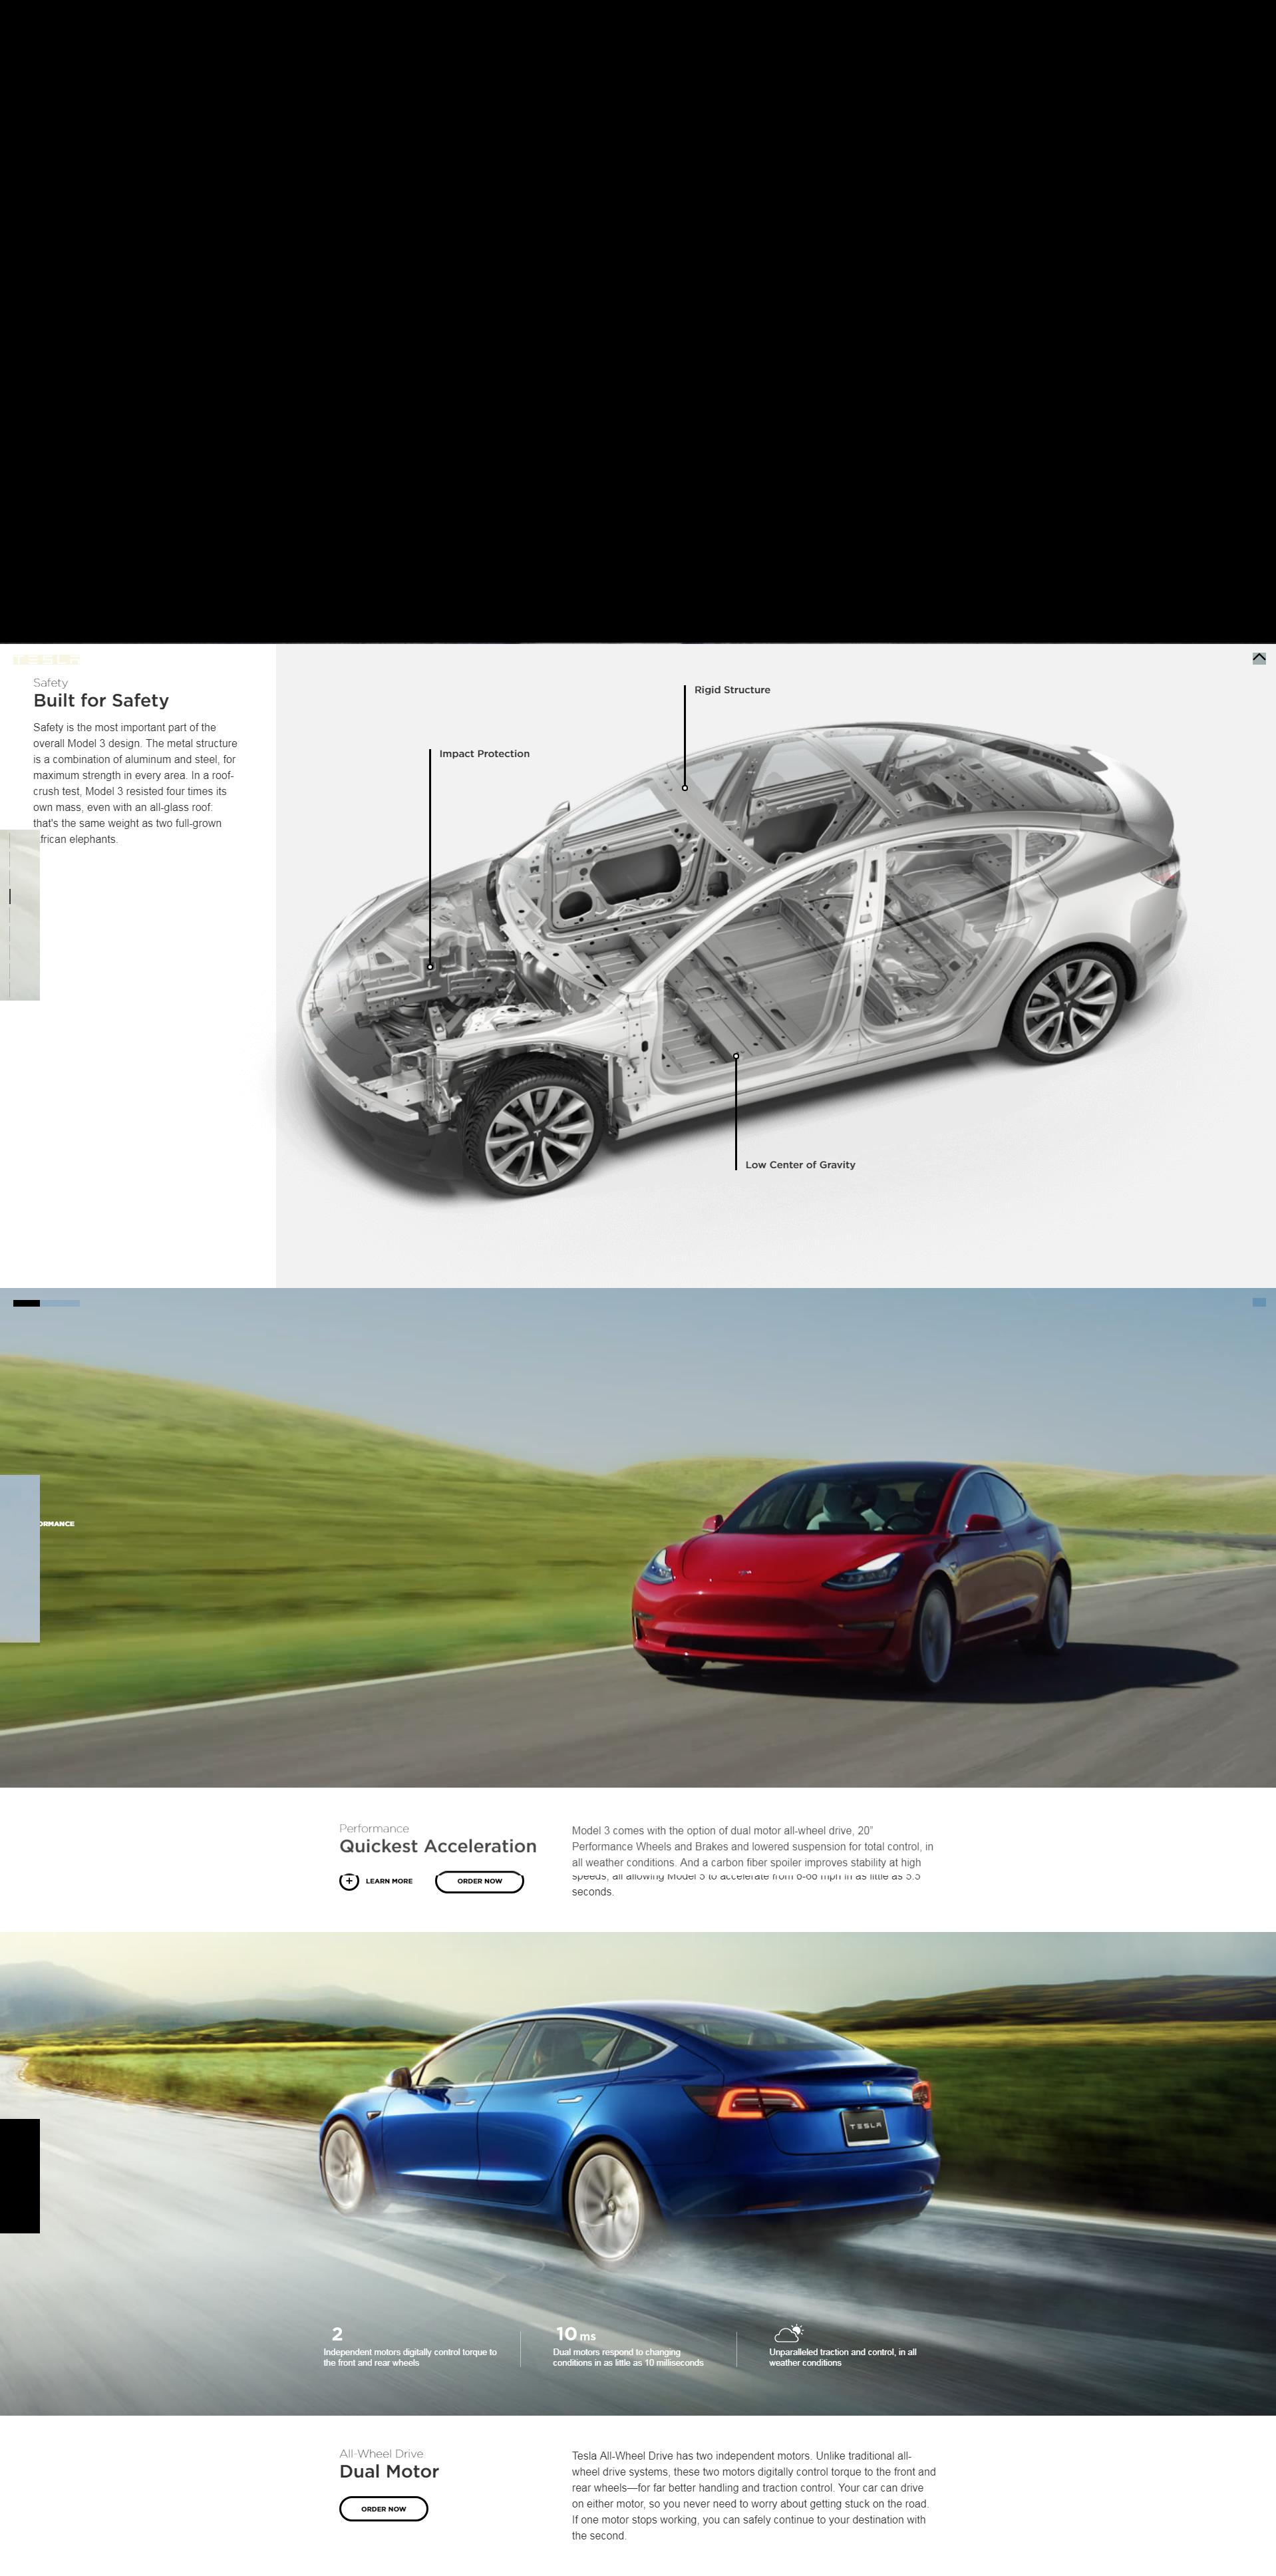 TESLA
Safety
Built for Safety
Safety is the most important part of the
overall Model 3 design. The metal structure
is a combination of aluminum and steel, for
maximum strength in every area. In a roof-
crush test, Model 3 resisted four times its
own mass, even with an all-glass roof:
that's the same weight as two full-grown
frican elephants.
Rigid Structure
Impact Protection
Low Center of Gravity
ORMANCE
Performance
Quickest Acceleration
LEARN MORE
ORDER NOW
Model 3 comes with the option of dual motor all-wheel drive, 20”
Performance Wheels and Brakes and lowered suspension for total control, in
all weather conditions. And a carbon fiber spoiler improves stability at high
speeds, all allowing Model 3 to accelerate from mph in as little as
seconds.
TESLA
2
Independent motors digitally control torque to
the front and rear wheels
10 ms
Dual motors respond to changing
conditions in as little as 10 milliseconds
Unparalleled traction and control, in all
weather conditions
All-Wheel Drive
Dual Motor
ORDER NOW
Tesla All-Wheel Drive has two independent motors. Unlike traditional all-
wheel drive systems, these two motors digitally control torque to the front and
rear wheels—for far better handling and traction control. Your car can drive
on either motor, so you never need to worry about getting stuck on the road.
If one motor stops working, you can safely continue to your destination with
the second.